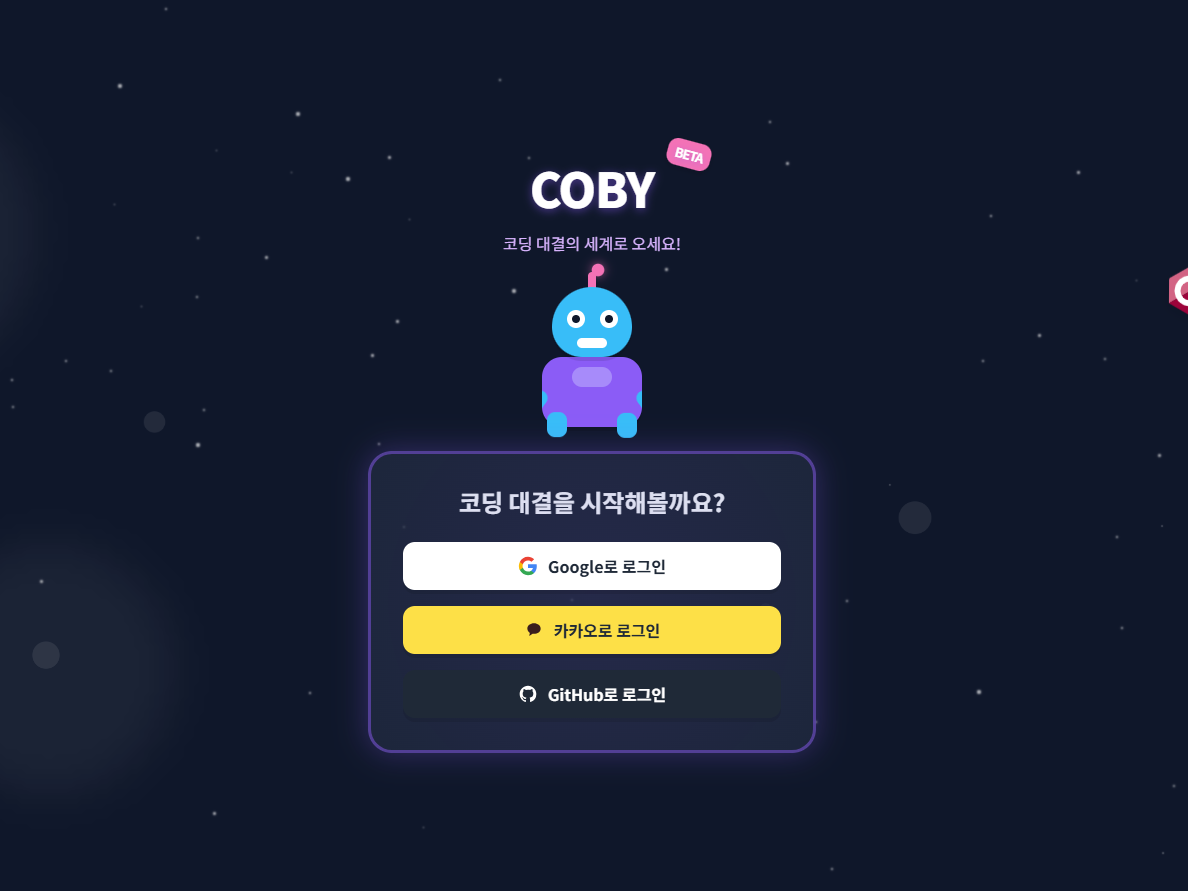 BETA
COBY
코딩 대결의 세계로 오세요!
코딩 대결을 시작해볼까요?
Google로 로그인
카카오로 로그인
GitHub로 로그인